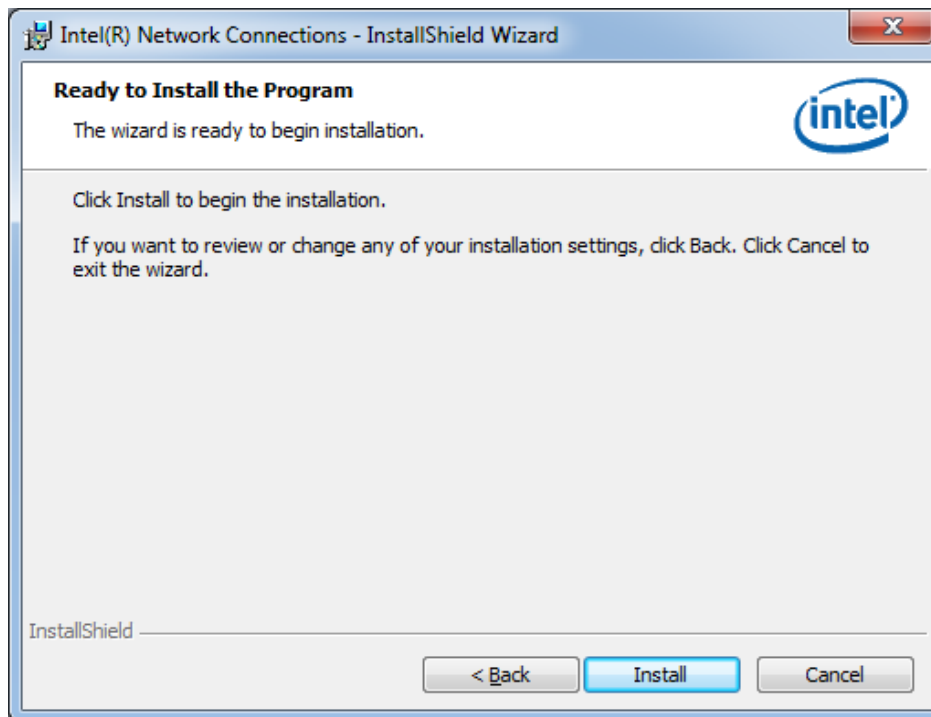 Intel(R) Network Connections - InstallShield Wizard
Ready to Install the Program
The wizard is ready to begin installation.
intel
Click Install to begin the installation.
If you want to review or change any of your installation settings, click Back. Click Cancel to
exit the wizard.
InstallShield
< Back
Install
Cancel